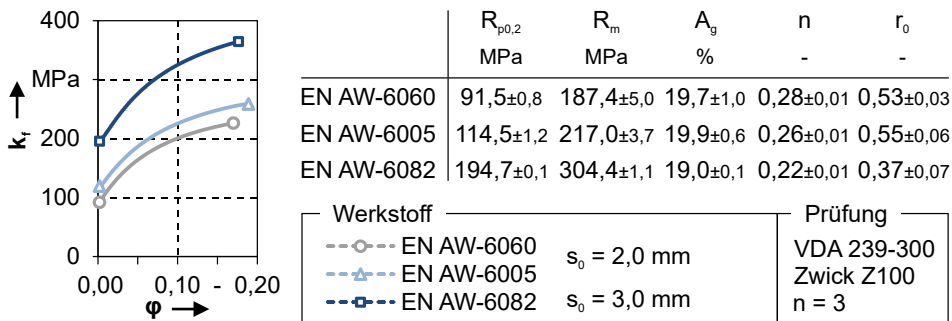 400
MPa
200
100
0
k_f
0,00 0,10 - 0,20
φ
R_p0,2 R_m A_g n r_0
MPa MPa % - -
EN AW-6060 91,5±0,8 187,4±5,0 19,7±1,0 0,28±0,01 0,53±0,03
EN AW-6005 114,5±1,2 217,0±3,7 19,9±0,6 0,26±0,01 0,55±0,06
EN AW-6082 194,7±0,1 304,4±1,1 19,0±0,1 0,22±0,01 0,37±0,07
Werkstoff
EN AW-6060
EN AW-6005
EN AW-6082
s_0 = 2,0 mm
s_0 = 3,0 mm
Prüfung
VDA 239-300
Zwick Z100
n = 3